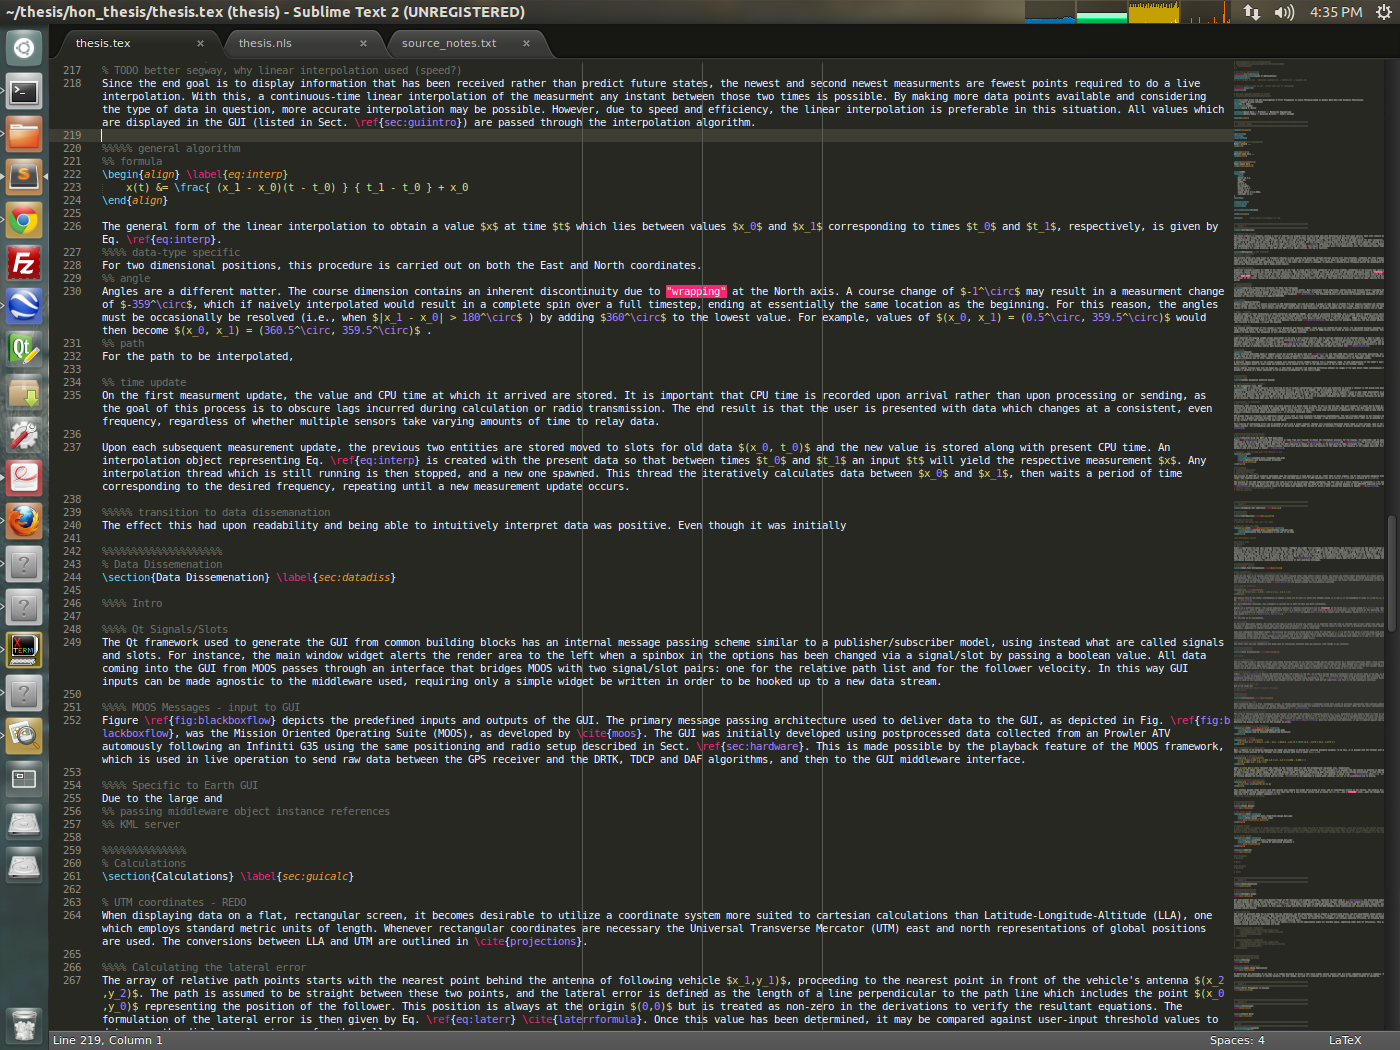 ~/thesis/hon_thesis/thesis.tex (thesis) - Sublime Text 2 (UNREGISTERED)
4:35 PM
thesis.tex × thesis.nls × source_notes.txt ×
217 % TODO better segway, why linear interpolation used (speed?)
218 Since the end goal is to display information that has been received rather than predict future states, the newest and second newest measurments are fewest points required to do a live
interpolation. With this, a continuous-time linear interpolation of the measurment any instant between those two times is possible. By making more data points available and considering
the type of data in question, more accurate interpolation may be possible. However, due to speed and efficiency, the linear interpolation is preferable in this situation. All values which
are displayed in the GUI (listed in Sect. \ref{sec:guiintro}) are passed through the interpolation algorithm.
219
220 %%%%% general algorithm
221 %% formula
222 \begin{align} \label{eq:interp}
223 x(t) &= \frac{ (x_1 - x_0)(t - t_0) } { t_1 - t_0 } + x_0
224 \end{align}
225
226 The general form of the linear interpolation to obtain a value $x$ at time $t$ which lies between values $x_0$ and $x_1$ corresponding to times $t_0$ and $t_1$, respectively, is given by
Eq. \ref{eq:interp}.
227 %%%% data-type specific
228 For two dimensional positions, this procedure is carried out on both the East and North coordinates.
229 %% angle
230 Angles are a different matter. The course dimension contains an inherent discontinuity due to "wrapping" at the North axis. A course change of $-1^\circ$ may result in a measurment change
of $-359^\circ$, which if naively interpolated would result in a complete spin over a full timestep, ending at essentially the same location as the beginning. For this reason, the angles
must be occasionally be resolved (i.e., when $|x_1 - x_0| > 180^\circ$ ) by adding $360^\circ$ to the lowest value. For example, values of $(x_0, x_1) = (0.5^\circ, 359.5^\circ)$ would
then become $(x_0, x_1) = (360.5^\circ, 359.5^\circ)$ .
231 %% path
232 For the path to be interpolated,
233
234 %% time update
235 On the first measurment update, the value and CPU time at which it arrived are stored. It is important that CPU time is recorded upon arrival rather than upon processing or sending, as
the goal of this process is to obscure lags incurred during calculation or radio transmission. The end result is that the user is presented with data which changes at a consistent, even
frequency, regardless of whether multiple sensors take varying amounts of time to relay data.
236
237 Upon each subsequent measurement update, the previous two entities are stored moved to slots for old data $(x_0, t_0)$ and the new value is stored along with present CPU time. An
interpolation object representing Eq. \ref{eq:interp} is created with the present data so that between times $t_0$ and $t_1$ an input $t$ will yield the respective measurement $x$. Any
interpolation thread which is still running is then stopped, and a new one spawned. This thread the iteratively calculates data between $x_0$ and $x_1$, then waits a period of time
corresponding to the desired frequency, repeating until a new measurement update occurs.
238
239 %%%%% transition to data dissemanation
240 The effect this had upon readability and being able to intuitively interpret data was positive. Even though it was initially
241
242 %%%%%%%%%%%%%%%%%%%%
243 % Data Dissemenation
244 \section{Data Dissemenation} \label{sec:datadiss}
245
246 %%%% Intro
247
248 %%%% Qt Signals/Slots
249 The Qt framework used to generate the GUI from common building blocks has an internal message passing scheme similar to a publisher/subscriber model, using instead what are called signals
and slots. For instance, the main window widget alerts the render area to the left when a spinbox in the options has been changed via a signal/slot by passing a boolean value. All data
coming into the GUI from MOOS passes through an interface that bridges MOOS with two signal/slot pairs: one for the relative path list and for the follower velocity. In this way GUI
inputs can be made agnostic to the middleware used, requiring only a simple widget be written in order to be hooked up to a new data stream.
250
251 %%%% MOOS Messages - input to GUI
252 Figure \ref{fig:blackboxflow} depicts the predefined inputs and outputs of the GUI. The primary message passing architecture used to deliver data to the GUI, as depicted in Fig. \ref{fig:b
lackboxflow}, was the Mission Oriented Operating Suite (MOOS), as developed by \cite{moos}. The GUI was initially developed using postprocessed data collected from an Prowler ATV
automously following an Infiniti G35 using the same positioning and radio setup described in Sect. \ref{sec:hardware}. This is made possible by the playback feature of the MOOS framework,
which is used in live operation to send raw data between the GPS receiver and the DRTK, TDCP and DAF algorithms, and then to the GUI middleware interface.
253
254 %%%% Specific to Earth GUI
255 Due to the large and
256 %% passing middleware object instance references
257 %% KML server
258
259 %%%%%%%%%%%%%%
260 % Calculations
261 \section{Calculations} \label{sec:guicalc}
262
263 % UTM coordinates - REDO
264 When displaying data on a flat, rectangular screen, it becomes desirable to utilize a coordinate system more suited to cartesian calculations than Latitude-Longitude-Altitude (LLA), one
which employs standard metric units of length. Whenever rectangular coordinates are necessary the Universal Transverse Mercator (UTM) east and north representations of global positions
are used. The conversions between LLA and UTM are outlined in \cite{projections}.
265
266 %%%% Calculating the lateral error
267 The array of relative path points starts with the nearest point behind the antenna of following vehicle $x_1,y_1)$, proceeding to the nearest point in front of the vehicle's antenna $(x_2
,y_2)$. The path is assumed to be straight between these two points, and the lateral error is defined as the length of a line perpendicular to the path line which includes the point $(x_0
,y_0)$ representing the position of the follower. This position is always at the origin $(0,0)$ but is treated as non-zero in the derivations to verify the resultant equations. The
formulation of the lateral error is then given by Eq. \ref{eq:laterr} \cite{laterrformula}. Once this value has been determined, it may be compared against user-input threshold values to
Line 219, Column 1
Spaces: 4
LaTeX